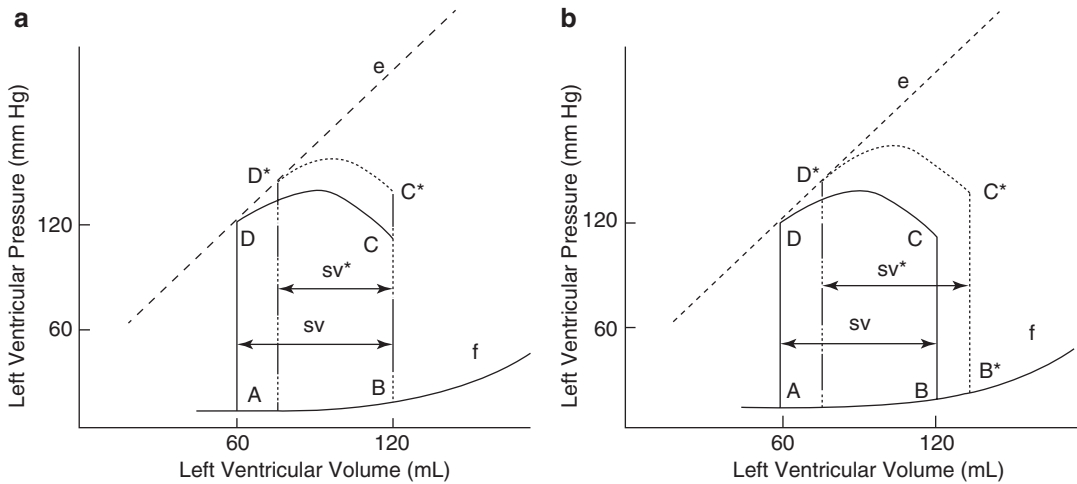 a
Left Ventricular Pressure (mm Hg)
120
60
e
D*
C*
D
C
sv*
sv
f
A
B
60
120
Left Ventricular Volume (mL)
b
Left Ventricular Pressure (mm Hg)
120
60
e
D*
C*
D
C
sv*
sv
f
A
B
B*
60
120
Left Ventricular Volume (mL)